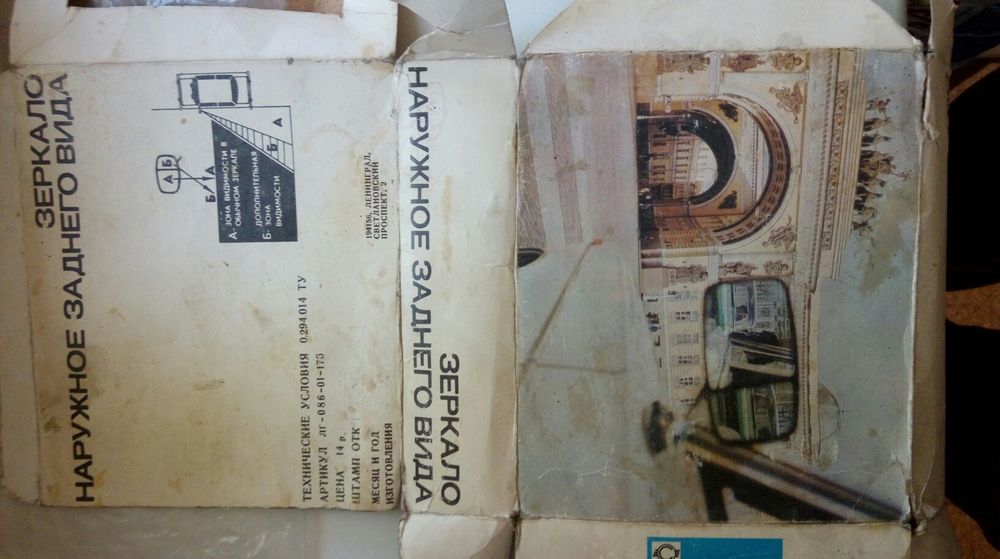 ЗЕРКАЛО
НАРУЖНОЕ ЗАДНЕГО ВИДА
А Б
Б А
А
Б
А- ЗОНА ВИДИМОСТИ В
ОБЫЧНОМ ЗЕРКАЛЕ
Б- ДОПОЛНИТЕЛЬНАЯ
ЗОНА
ВИДИМОСТИ
194156, ЛЕНИНГРАД,
СВЕТЛАНОВСКИЙ
ПРОСПЕКТ, 2
ТЕХНИЧЕСКИЕ УСЛОВИЯ 0.294.014 ТУ
АРТИКУЛ лг-086-01-173
ЦЕНА 14 р.
ШТАМП ОТК
МЕСЯЦ И ГОД
ИЗГОТОВЛЕНИЯ
ЗЕРКАЛО
НАРУЖНОЕ ЗАДНЕГО ВИДА